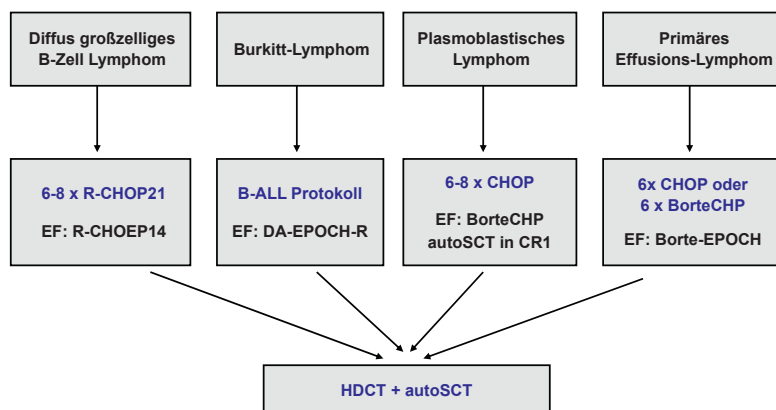 Diffus großzelliges
B-Zell Lymphom
Burkitt-Lymphom
Plasmoblastisches
Lymphom
Primäres
Effusions-Lymphom
6-8 x R-CHOP21
EF: R-CHOEP14
B-ALL Protokoll
EF: DA-EPOCH-R
6-8 x CHOP
EF: BorteCHP
autoSCT in CR1
6x CHOP oder
6 x BorteCHP
EF: Borte-EPOCH
HDCT + autoSCT